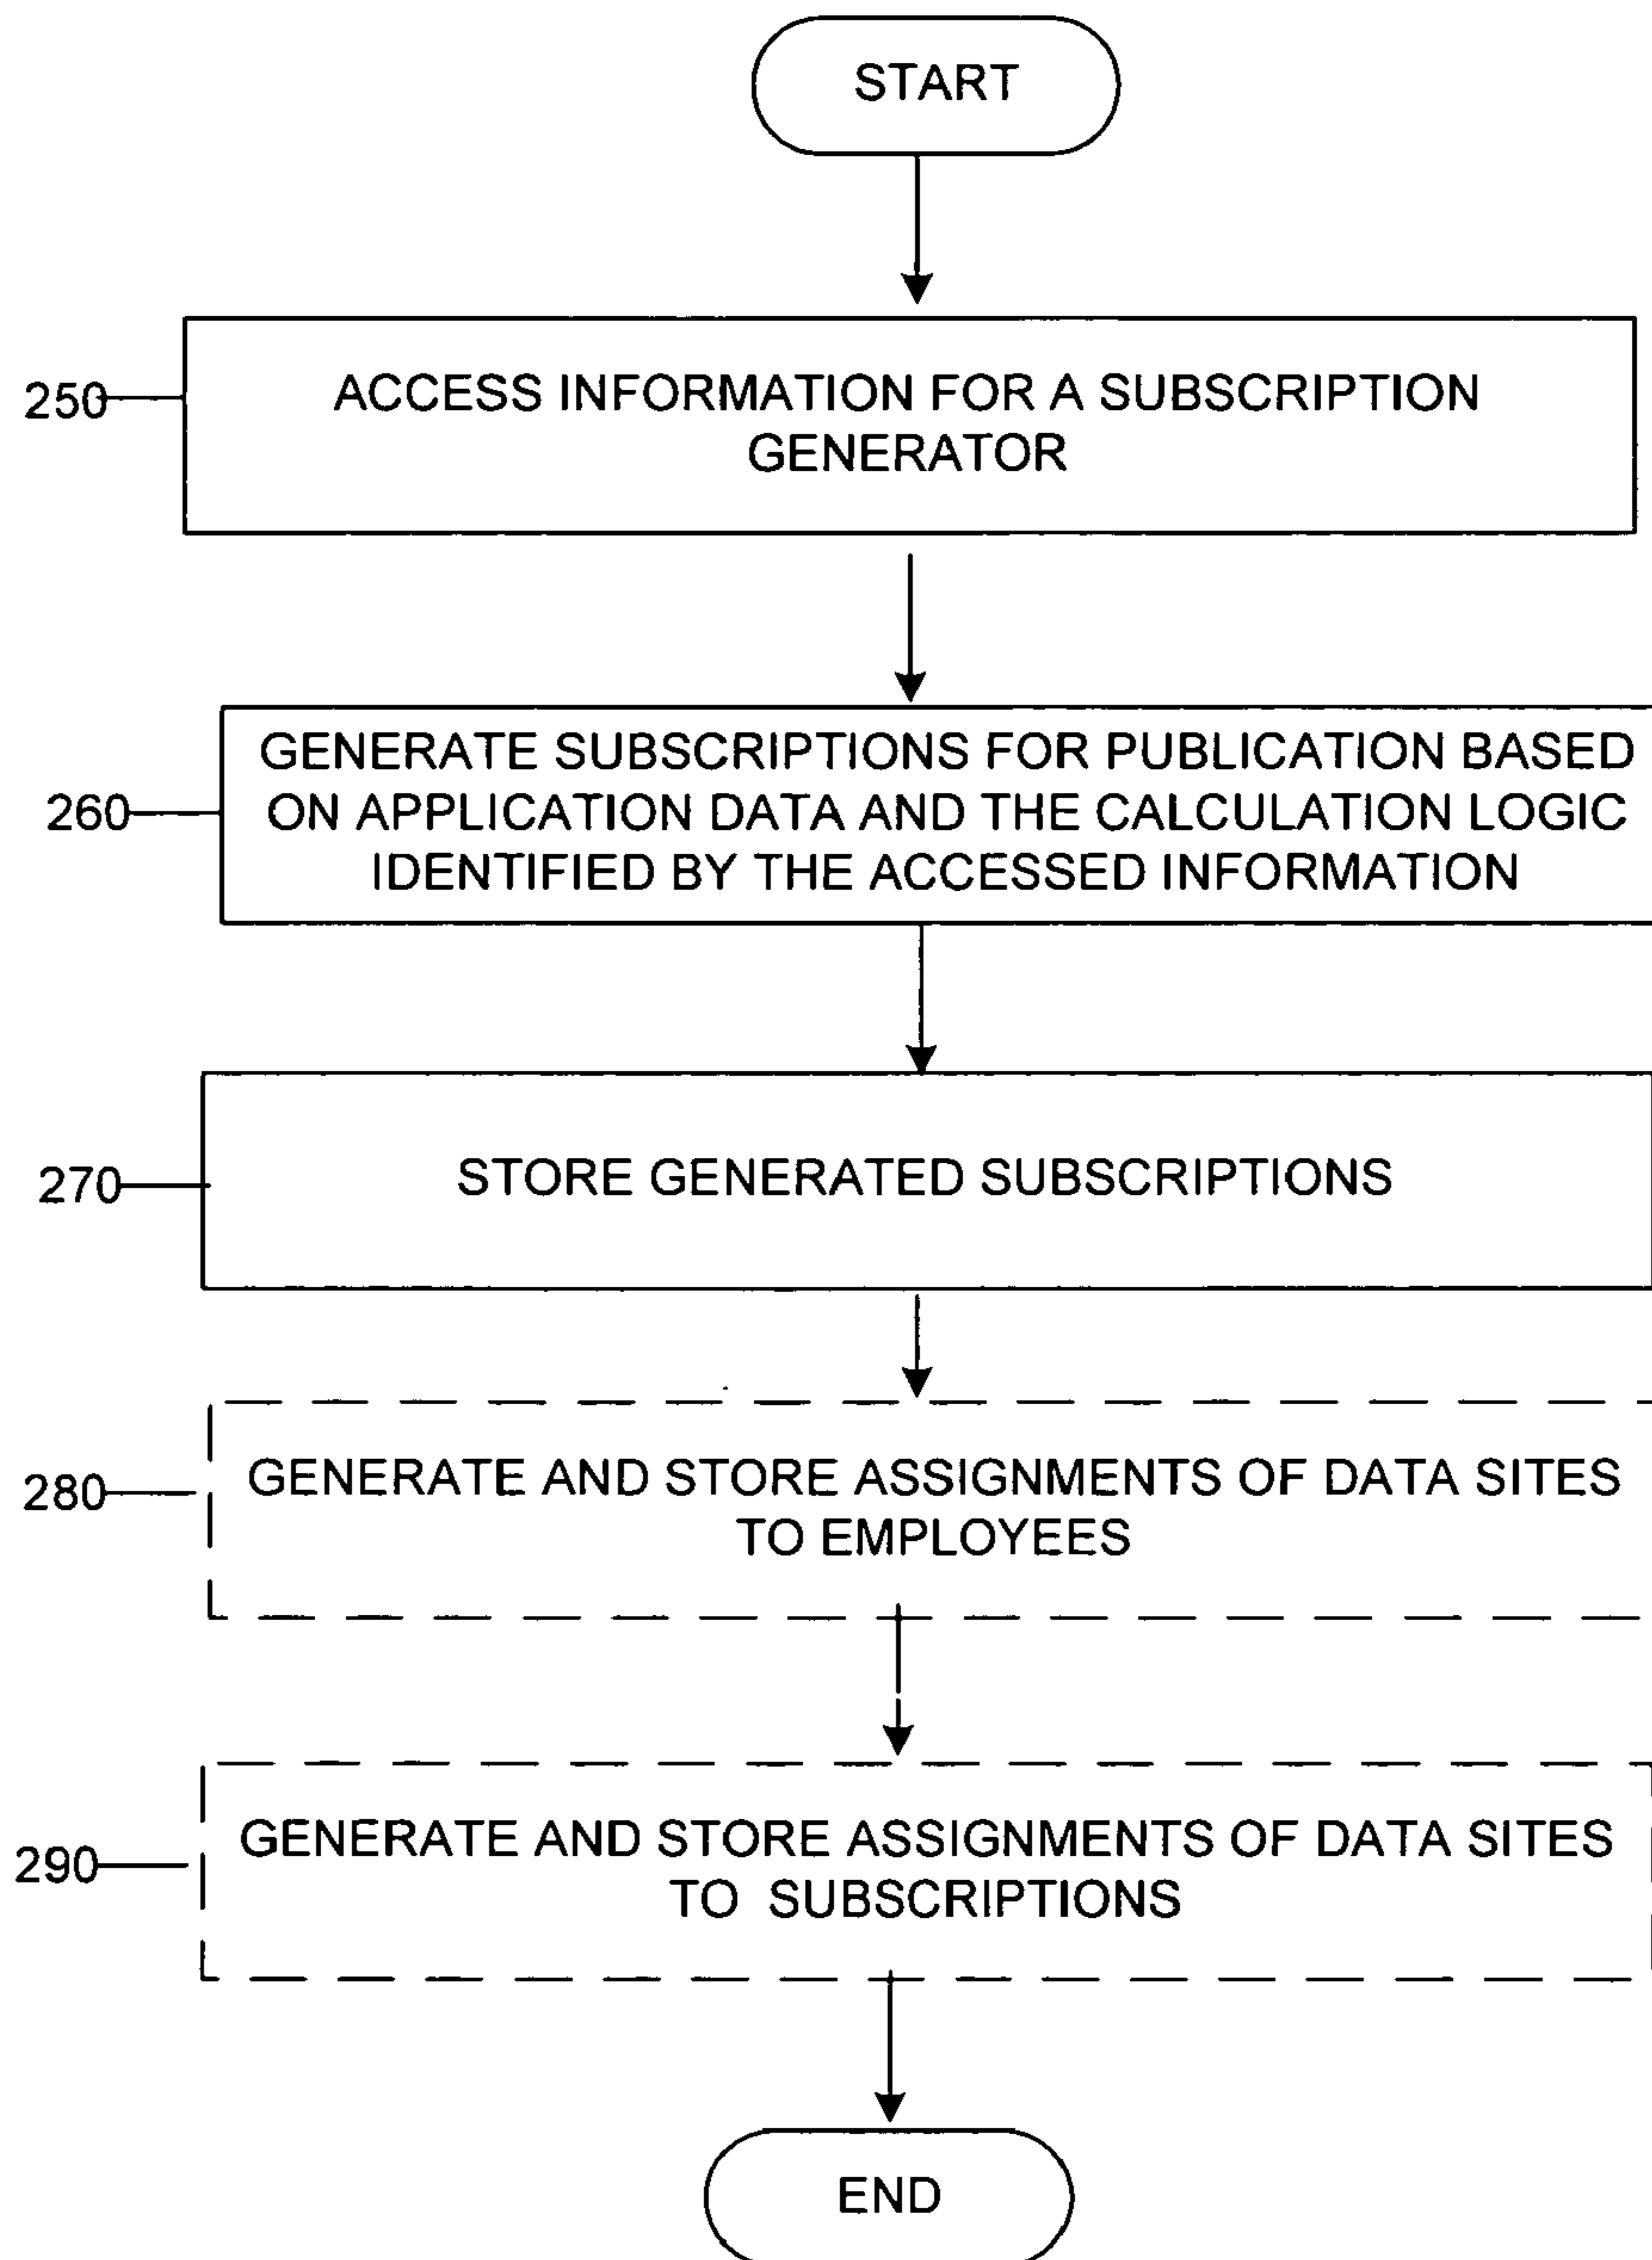 START
250
ACCESS INFORMATION FOR A SUBSCRIPTION
GENERATOR
260
GENERATE SUBSCRIPTIONS FOR PUBLICATION BASED
ON APPLICATION DATA AND THE CALCULATION LOGIC
IDENTIFIED BY THE ACCESSED INFORMATION
270
STORE GENERATED SUBSCRIPTIONS
280
GENERATE AND STORE ASSIGNMENTS OF DATA SITES
TO EMPLOYEES
290
GENERATE AND STORE ASSIGNMENTS OF DATA SITES
TO SUBSCRIPTIONS
END